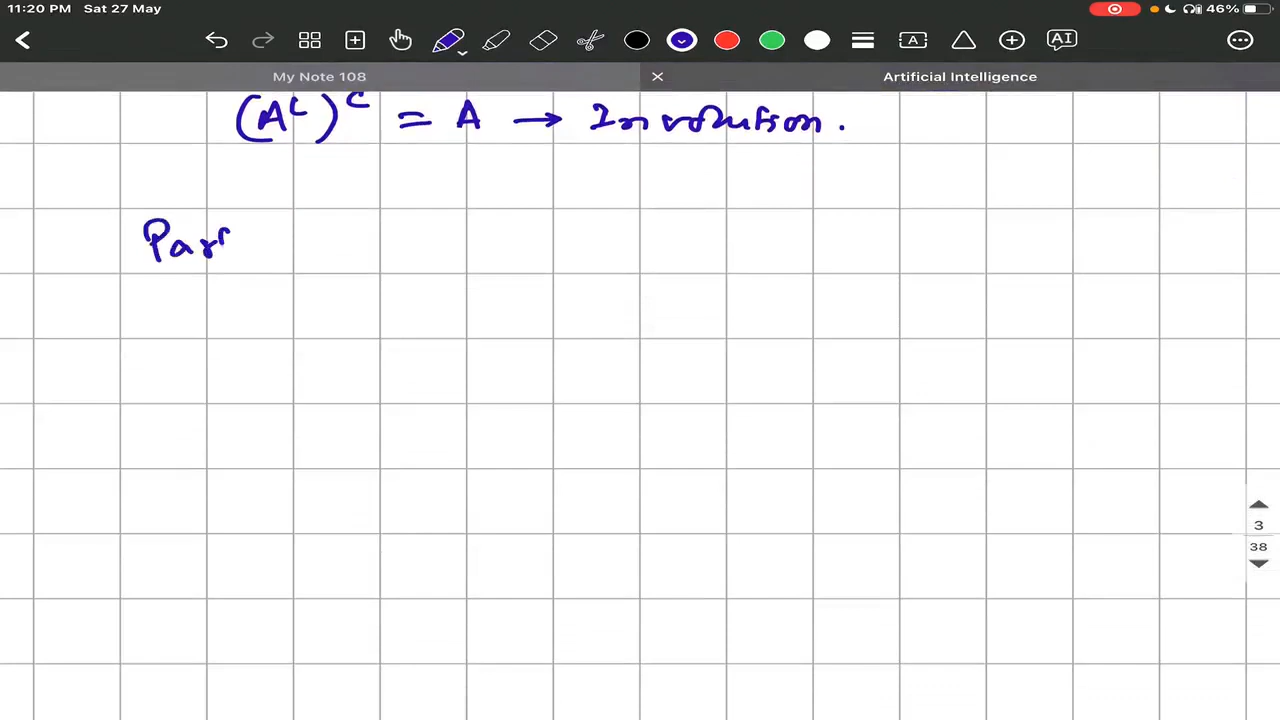 11:20 PM Sat 27 May 46%
My Note 108 Artificial Intelligence
(A^c)^c = A → Involution.
Par
3
38